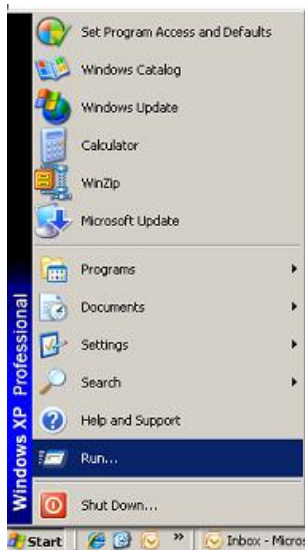 Set Program Access and Defaults
Windows Catalog
Windows Update
Calculator
WinZip
Microsoft Update
Programs
Documents
Settings
Search
Help and Support
Run...
Shut Down...
Windows XP Professional
Start
» Inbox - Micros